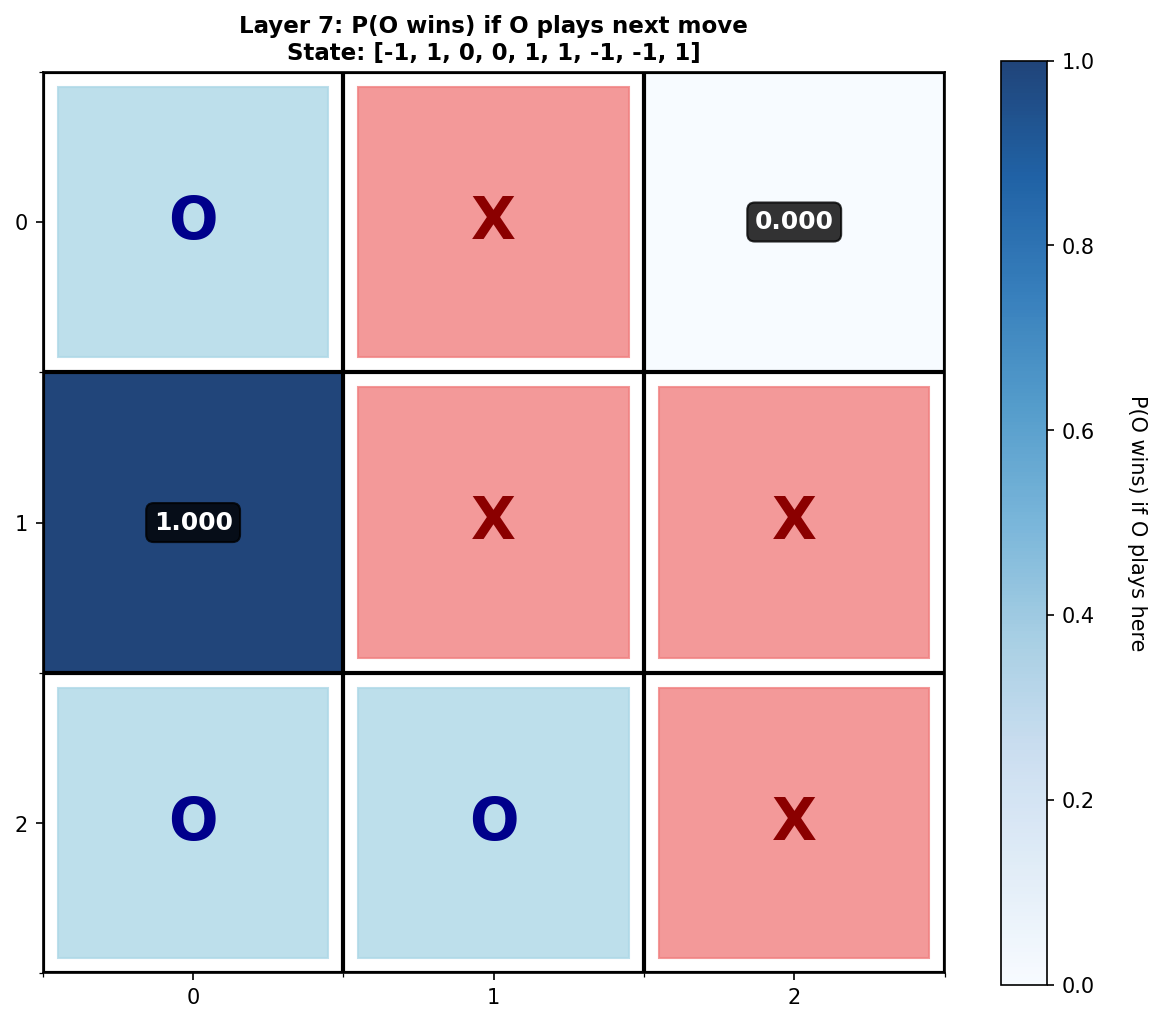 Layer 7: P(O wins) if O plays next move
State: [-1, 1, 0, 0, 1, 1, -1, -1, 1]
O X 0.000
1.000 X X
O O X
0
1
2
0 1 2
1.0
0.8
0.6
0.4
0.2
0.0
P(O wins) if O plays here